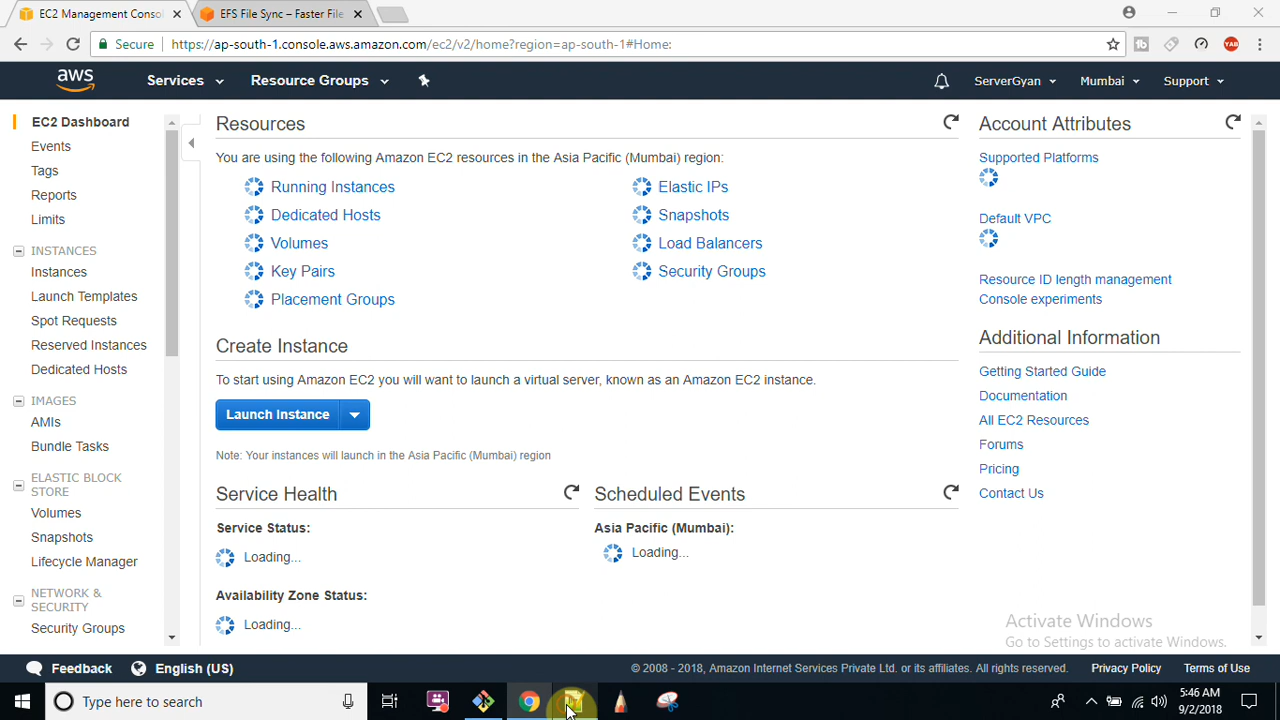 EC2 Management Conso
EFS File Sync – Faster File
Secure
https://ap-south-1.console.aws.amazon.com/ec2/v2/home?region=ap-south-1#Home:
aws
Services
Resource Groups
ServerGyan
Mumbai
Support
EC2 Dashboard
Events
Tags
Reports
Limits
INSTANCES
Instances
Launch Templates
Spot Requests
Reserved Instances
Dedicated Hosts
IMAGES
AMIs
Bundle Tasks
ELASTIC BLOCK
STORE
Volumes
Snapshots
Lifecycle Manager
NETWORK &
SECURITY
Security Groups
Resources
You are using the following Amazon EC2 resources in the Asia Pacific (Mumbai) region:
Running Instances
Elastic IPs
Dedicated Hosts
Snapshots
Volumes
Load Balancers
Key Pairs
Security Groups
Placement Groups
Create Instance
To start using Amazon EC2 you will want to launch a virtual server, known as an Amazon EC2 instance.
Launch Instance
Note: Your instances will launch in the Asia Pacific (Mumbai) region
Service Health
Service Status:
Loading...
Availability Zone Status:
Loading...
Scheduled Events
Asia Pacific (Mumbai):
Loading...
Account Attributes
Supported Platforms
Default VPC
Resource ID length management
Console experiments
Additional Information
Getting Started Guide
Documentation
All EC2 Resources
Forums
Pricing
Contact Us
Activate Windows
Go to Settings to activate Windows.
Feedback
English (US)
© 2008 - 2018, Amazon Internet Services Private Ltd. or its affiliates. All rights reserved.
Privacy Policy
Terms of Use
Type here to search
5:46 AM
9/2/2018